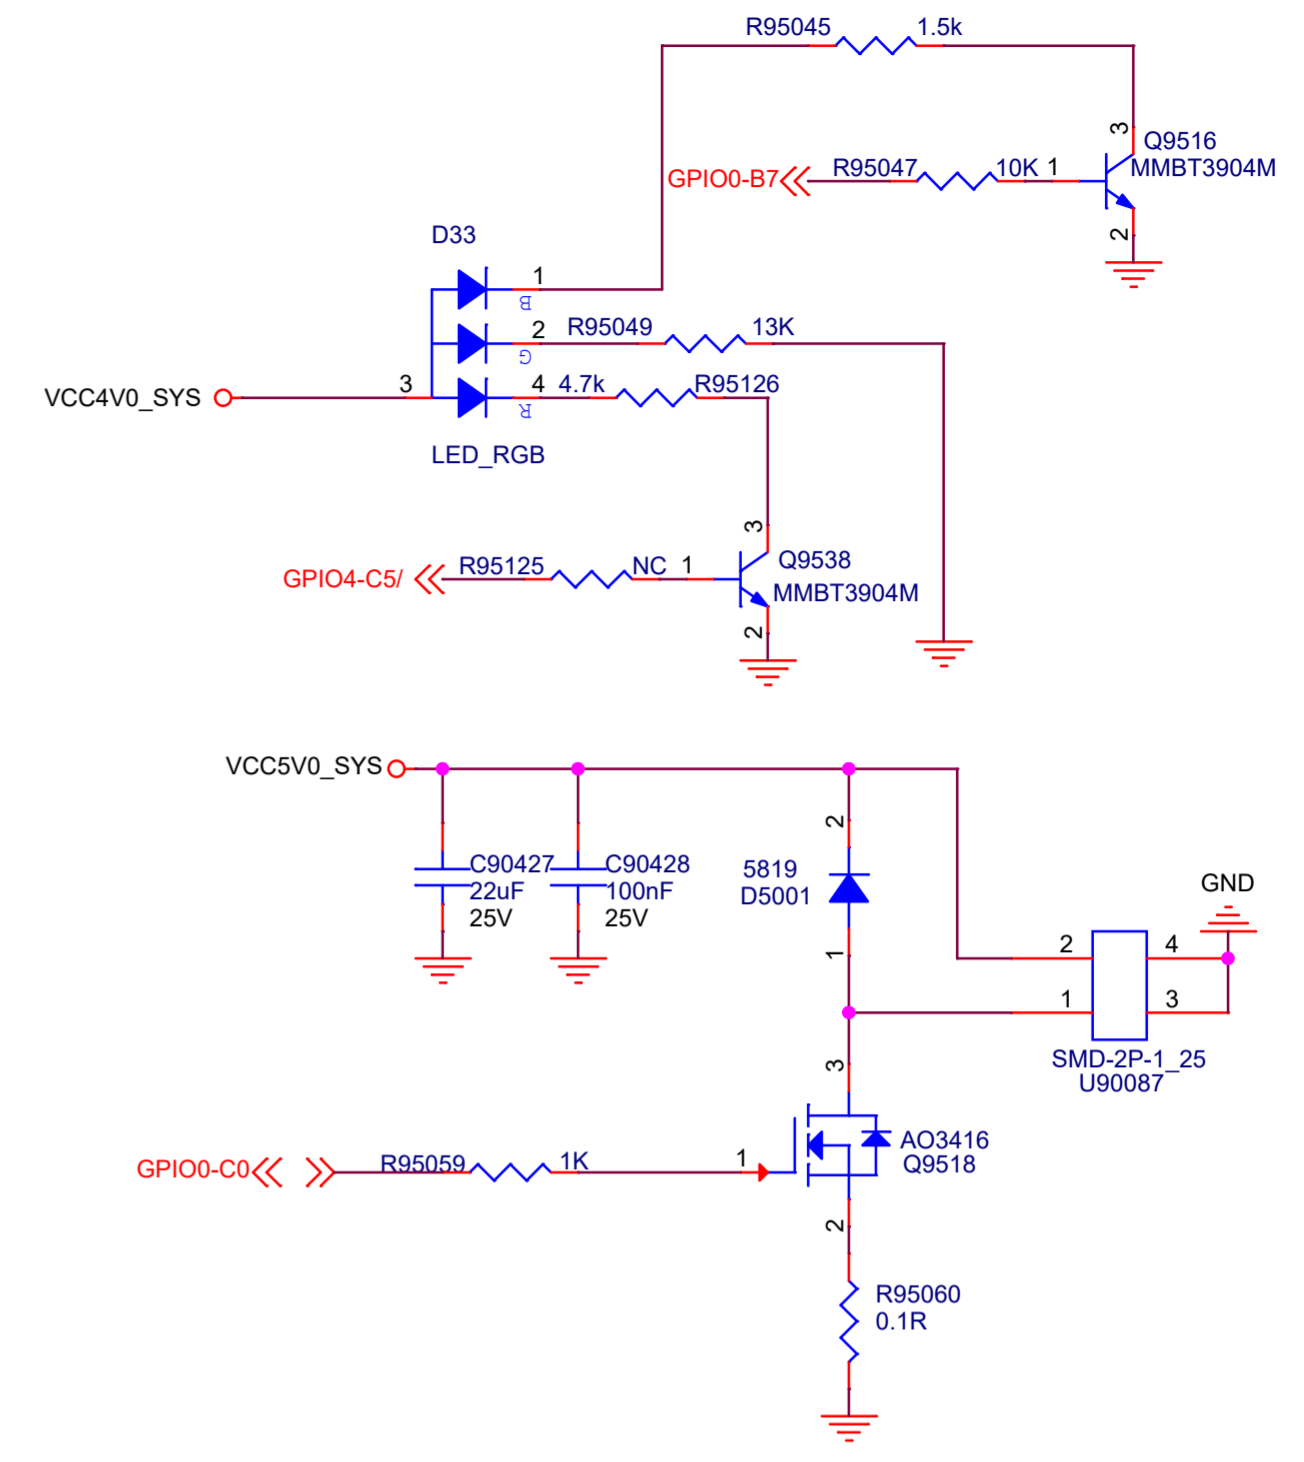 R95045 1.5k
3
Q9516
MMBT3904M
GPIO0-B7 R95047 10K 1
2
D33
1
B
2 R95049 13K
G
VCC4V0_SYS 3 4 4.7k R95126
R
LED_RGB
3
Q9538
GPIO4-C5/ R95125 NC 1
MMBT3904M
2
VCC5V0_SYS
2
C90427 C90428 5819
22uF 100nF D5001
25V 25V
GND
1 2 4
1 3
SMD-2P-1_25
U90087
3
AO3416
Q9518
GPIO0-C0 R95059 1K 1
2
R95060
0.1R